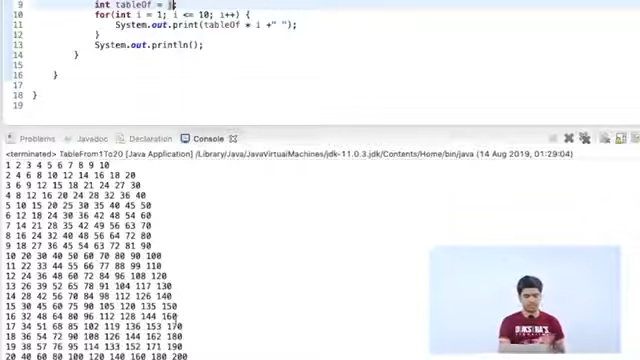 9 int tableOf = j;
10 for(int i = 1; i <= 10; i++) {
11 System.out.print(tableOf * i +" ");
12 }
13 System.out.println();
14 }
15
16 }
17
18 }
19
Problems Javadoc Declaration Console
<terminated> TableFrom1To20 [Java Application] /Library/Java/JavaVirtualMachines/jdk-11.0.3.jdk/Contents/Home/bin/java (14 Aug 2019, 01:29:04)
1 2 3 4 5 6 7 8 9 10
2 4 6 8 10 12 14 16 18 20
3 6 9 12 15 18 21 24 27 30
4 8 12 16 20 24 28 32 36 40
5 10 15 20 25 30 35 40 45 50
6 12 18 24 30 36 42 48 54 60
7 14 21 28 35 42 49 56 63 70
8 16 24 32 40 48 56 64 72 80
9 18 27 36 45 54 63 72 81 90
10 20 30 40 50 60 70 80 90 100
11 22 33 44 55 66 77 88 99 110
12 24 36 48 60 72 84 96 108 120
13 26 39 52 65 78 91 104 117 130
14 28 42 56 70 84 98 112 126 140
15 30 45 60 75 90 105 120 135 150
16 32 48 64 80 96 112 128 144 160
17 34 51 68 85 102 119 136 153 170
18 36 54 72 90 108 126 144 162 180
19 38 57 76 95 114 133 152 171 190
20 40 60 80 100 120 140 160 180 200